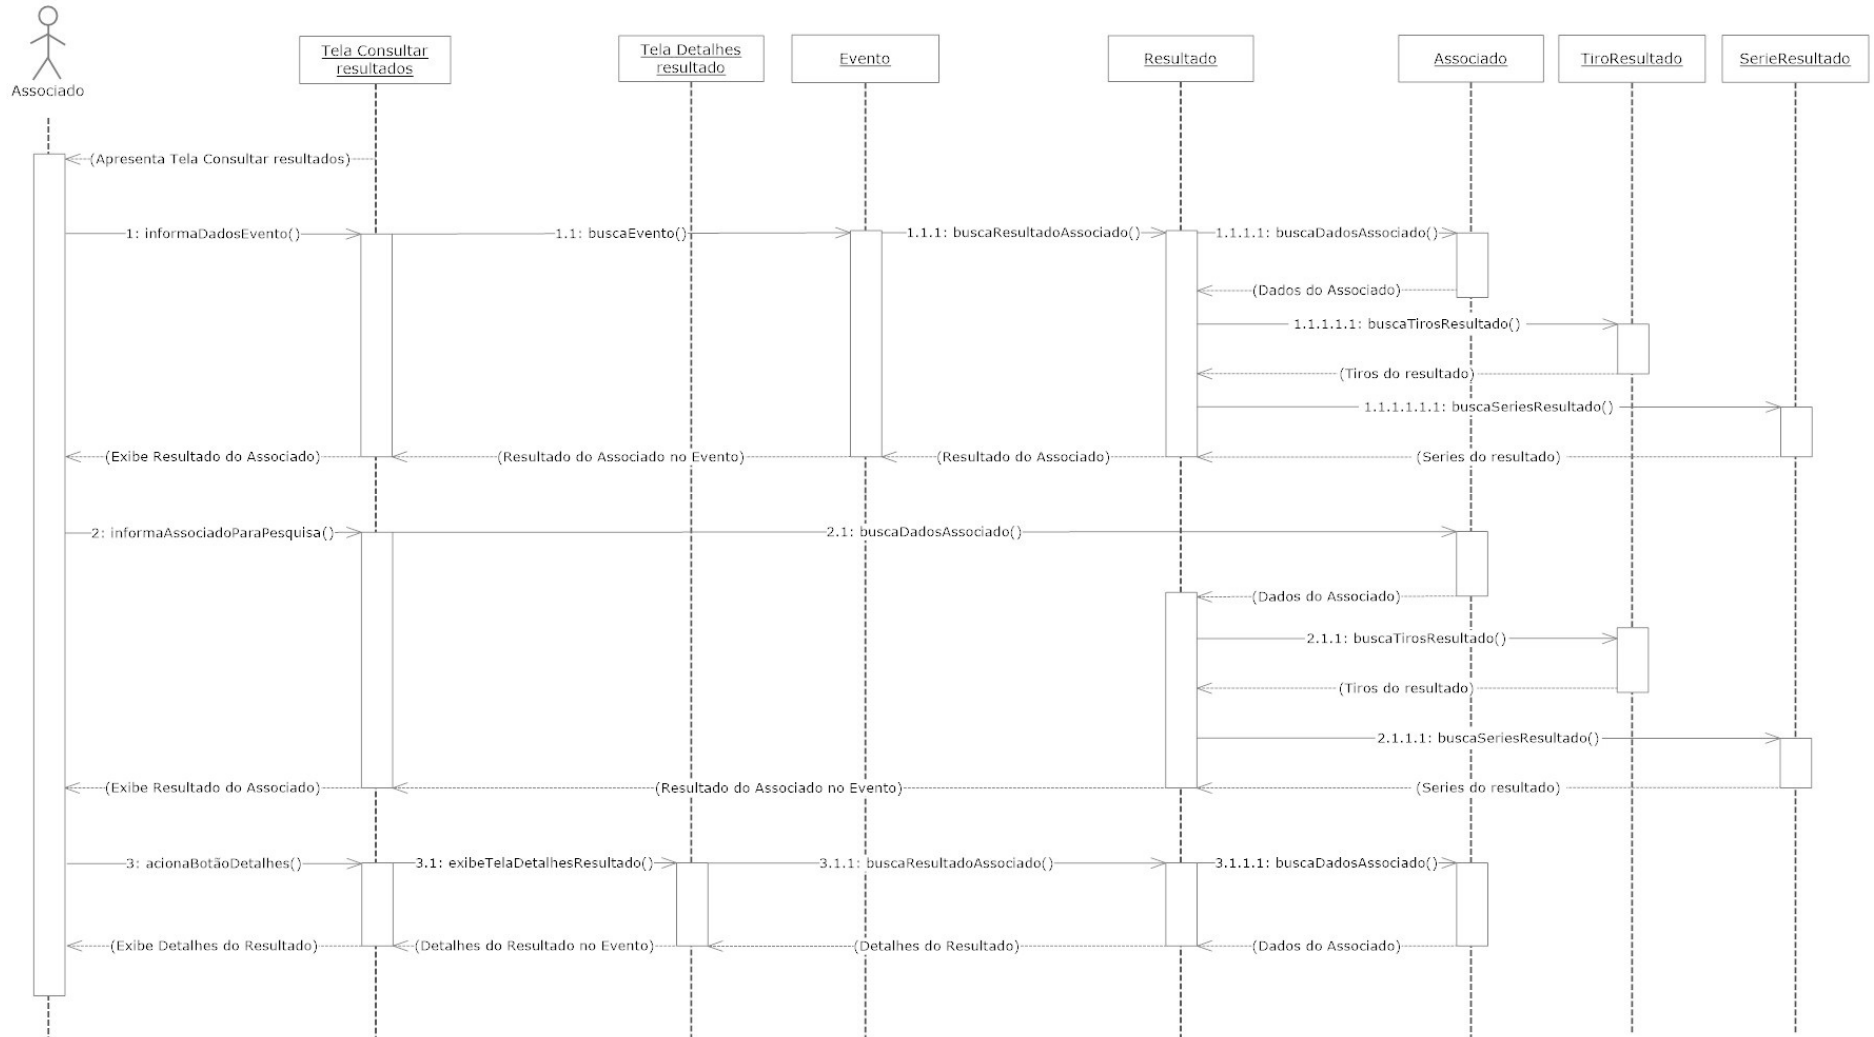 Tela Consultar
resultados
Tela Detalhes
resultado
Evento
Resultado
Associado
TiroResultado
SerieResultado
Associado
(Apresenta Tela Consultar resultados)
1: informaDadosEvento()
1.1: buscaEvento()
1.1.1: buscaResultadoAssociado()
1.1.1.1: buscaDadosAssociado()
(Dados do Associado)
1.1.1.1.1: buscaTirosResultado()
(Tiros do resultado)
1.1.1.1.1.1: buscaSeriesResultado()
(Exibe Resultado do Associado)
(Resultado do Associado no Evento)
(Resultado do Associado)
(Series do resultado)
2: informaAssociadoParaPesquisa()
2.1: buscaDadosAssociado()
(Dados do Associado)
2.1.1: buscaTirosResultado()
(Tiros do resultado)
2.1.1.1: buscaSeriesResultado()
(Exibe Resultado do Associado)
(Resultado do Associado no Evento)
(Series do resultado)
3: acionaBotãoDetalhes()
3.1: exibeTelaDetalhesResultado()
3.1.1: buscaResultadoAssociado()
3.1.1.1: buscaDadosAssociado()
(Exibe Detalhes do Resultado)
(Detalhes do Resultado no Evento)
(Detalhes do Resultado)
(Dados do Associado)